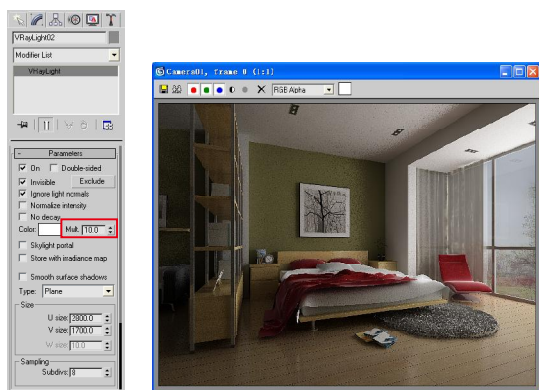 VRayLight02
Modifier List
VRayLight
- Parameters
On Double-sided
Invisible Exclude
Ignore light normals
Normalize intensity
No decay
Color: Mult. 10.0
Skylight portal
Store with irradiance map
Smooth surface shadows
Type: Plane
Size
U size: 2800.0
V size: 1700.0
W size: 10.0
Sampling
Subdivs: 8
Camera01, frame 0 (1:1)
RGB Alpha